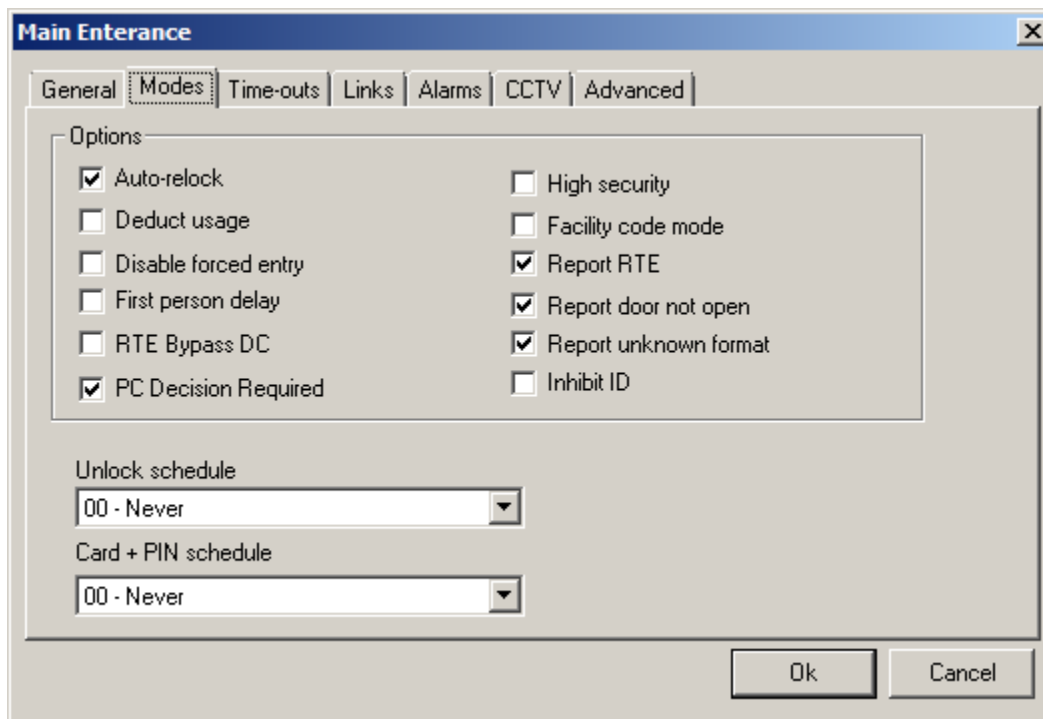 Main Enterance
General Modes Time-outs Links Alarms CCTV Advanced
Options
Auto-relock
Deduct usage
Disable forced entry
First person delay
RTE Bypass DC
PC Decision Required
High security
Facility code mode
Report RTE
Report door not open
Report unknown format
Inhibit ID
Unlock schedule
00 - Never
Card + PIN schedule
00 - Never
Ok Cancel